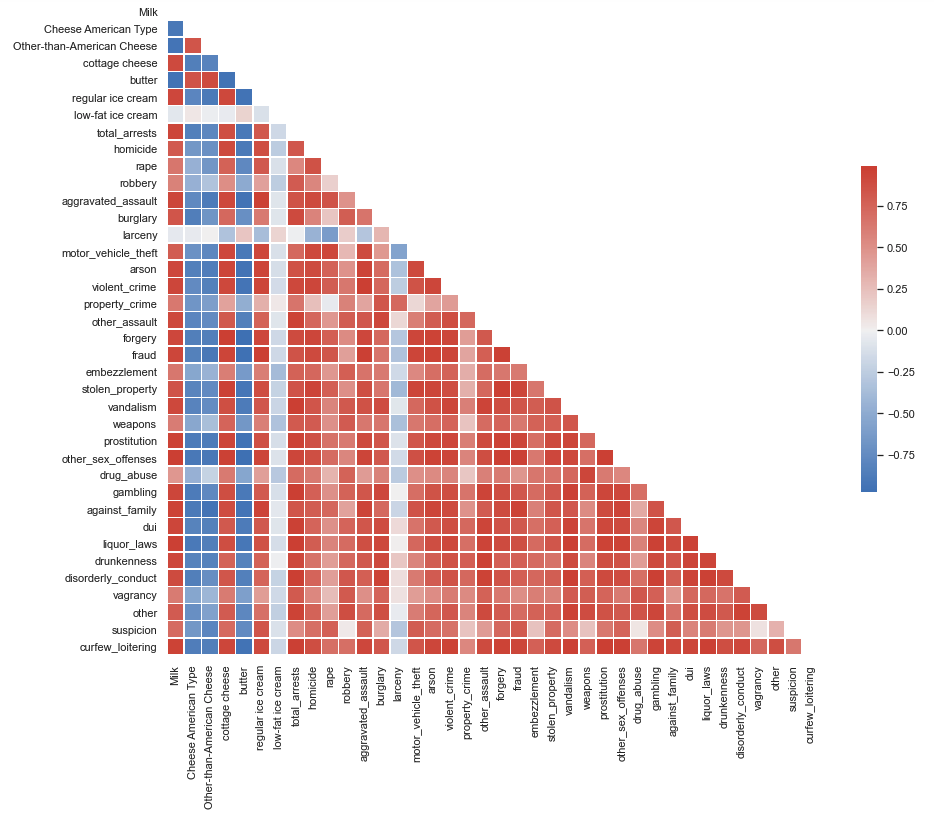 Milk
Cheese American Type
Other-than-American Cheese
cottage cheese
butter
regular ice cream
low-fat ice cream
total_arrests
homicide
rape
robbery
aggravated_assault
burglary
larceny
motor_vehicle_theft
arson
violent_crime
property_crime
other_assault
forgery
fraud
embezzlement
stolen_property
vandalism
weapons
prostitution
other_sex_offenses
drug_abuse
gambling
against_family
dui
liquor_laws
drunkenness
disorderly_conduct
vagrancy
other
suspicion
curfew_loitering
Milk
Cheese American Type
Other-than-American Cheese
cottage cheese
butter
regular ice cream
low-fat ice cream
total_arrests
homicide
rape
robbery
aggravated_assault
burglary
larceny
motor_vehicle_theft
arson
violent_crime
property_crime
other_assault
forgery
fraud
embezzlement
stolen_property
vandalism
weapons
prostitution
other_sex_offenses
drug_abuse
gambling
against_family
dui
liquor_laws
drunkenness
disorderly_conduct
vagrancy
other
suspicion
curfew_loitering
0.75
0.50
0.25
0.00
−0.25
−0.50
−0.75